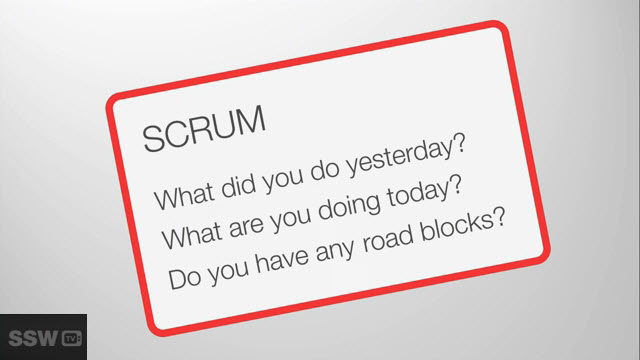 SCRUM
What did you do yesterday?
What are you doing today?
Do you have any road blocks?
SSW TV